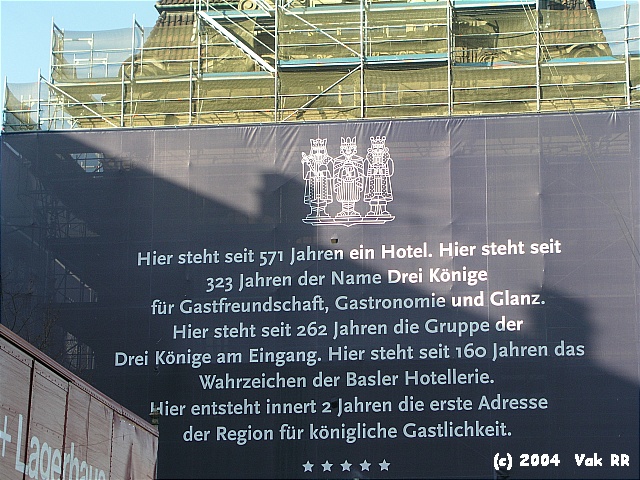 Hier steht seit 571 Jahren ein Hotel. Hier steht seit
323 Jahren der Name Drei Könige
für Gastfreundschaft, Gastronomie und Glanz.
Hier steht seit 262 Jahren die Gruppe der
Drei Könige am Eingang. Hier steht seit 160 Jahren das
Wahrzeichen der Basler Hotellerie.
Hier entsteht innert 2 Jahren die erste Adresse
der Region für königliche Gastlichkeit.
+ Lagerhaus
(c) 2004 Vak RR